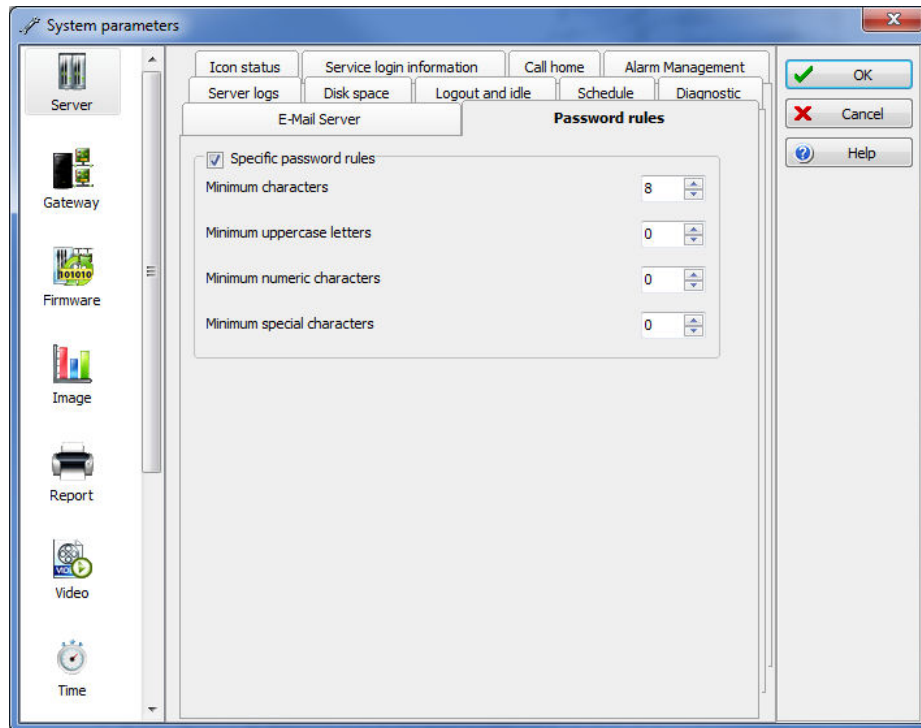 System parameters
Server
Gateway
Firmware
Image
Report
Video
Time
Icon status Service login information Call home Alarm Management
Server logs Disk space Logout and idle Schedule Diagnostic
E-Mail Server Password rules
Specific password rules
Minimum characters 8
Minimum uppercase letters 0
Minimum numeric characters 0
Minimum special characters 0
OK
Cancel
Help